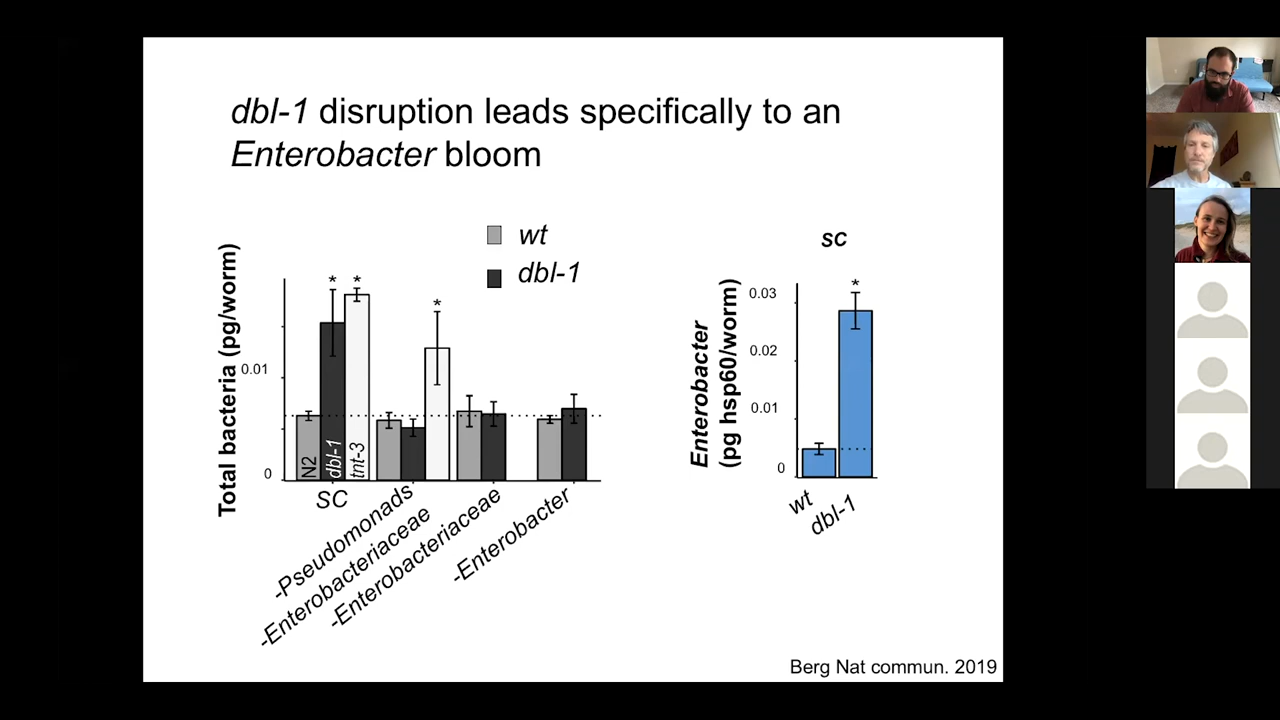 dbl-1 disruption leads specifically to an
Enterobacter bloom
wt
dbl-1
Total bacteria (pg/worm)
0.01
0
* *
*
N2
dbl-1
tnt-3
SC
-Pseudomonads
-Enterobacteriaceae
-Enterobacteriaceae
-Enterobacter
SC
Enterobacter
(pg hsp60/worm)
0.03
0.02
0.01
0
*
wt
dbl-1
Berg Nat commun. 2019